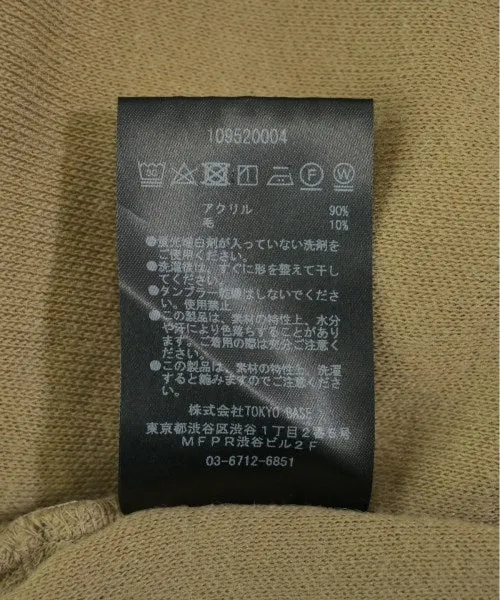 109520004
アクリル 90%
毛 10%
●蛍光増白剤が入っていない洗剤を
ご使用ください。
●洗濯後は、すぐに形を整えて干し
てください。
●タンブラー乾燥はしないでくださ
い。使用禁止
●この製品は、素材の特性上、水分
や汗により色落ちすることがあり
ます。ご着用の際は充分ご注意く
ださい。
●この製品は、素材の特性上、洗濯
すると縮みますのでご注意くださ
い。
株式会社TOKYO BASE
東京都渋谷区渋谷1丁目2番5号
MFPR渋谷ビル2F
03-6712-6851